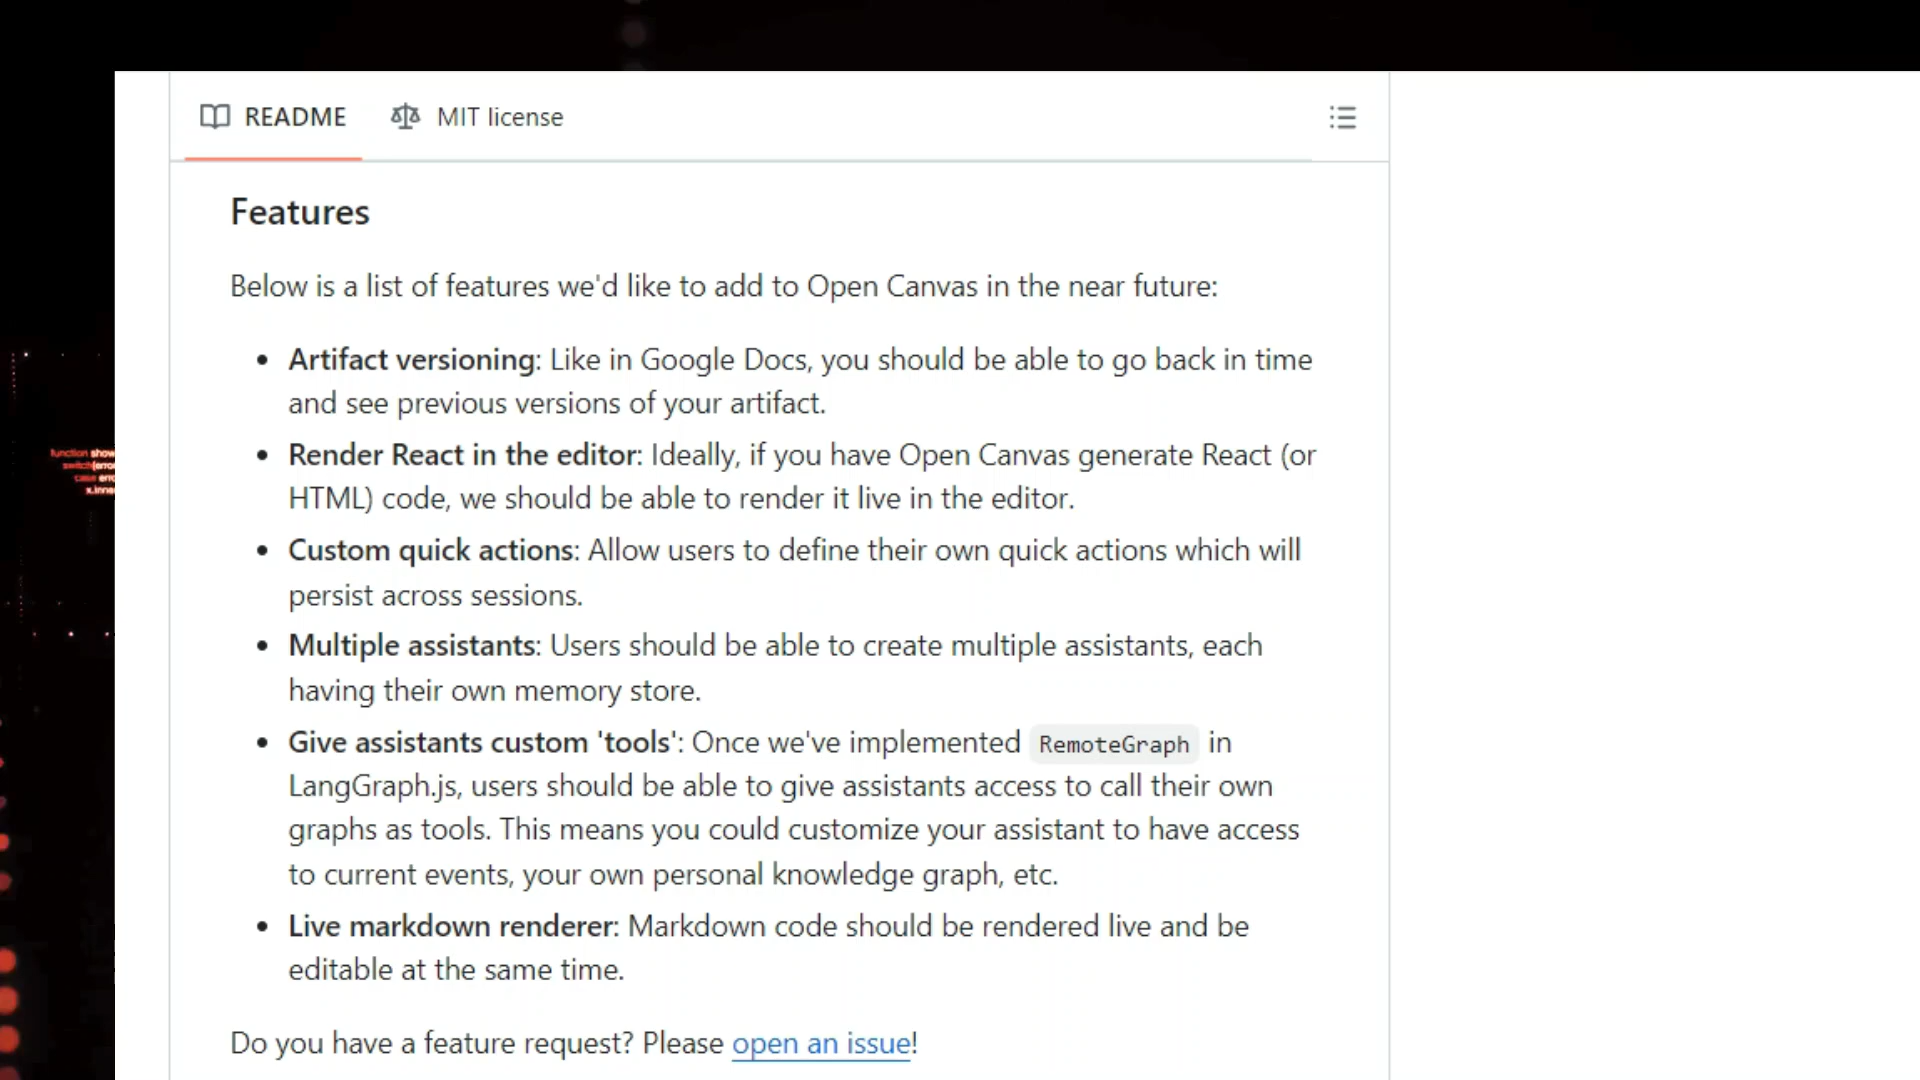 README
MIT license
Features
Below is a list of features we'd like to add to Open Canvas in the near future:
Artifact versioning: Like in Google Docs, you should be able to go back in time
and see previous versions of your artifact.
Render React in the editor: Ideally, if you have Open Canvas generate React (or
HTML) code, we should be able to render it live in the editor.
Custom quick actions: Allow users to define their own quick actions which will
persist across sessions.
Multiple assistants: Users should be able to create multiple assistants, each
having their own memory store.
Give assistants custom 'tools': Once we've implemented RemoteGraph in
LangGraph.js, users should be able to give assistants access to call their own
graphs as tools. This means you could customize your assistant to have access
to current events, your own personal knowledge graph, etc.
Live markdown renderer: Markdown code should be rendered live and be
editable at the same time.
Do you have a feature request? Please open an issue!
function show